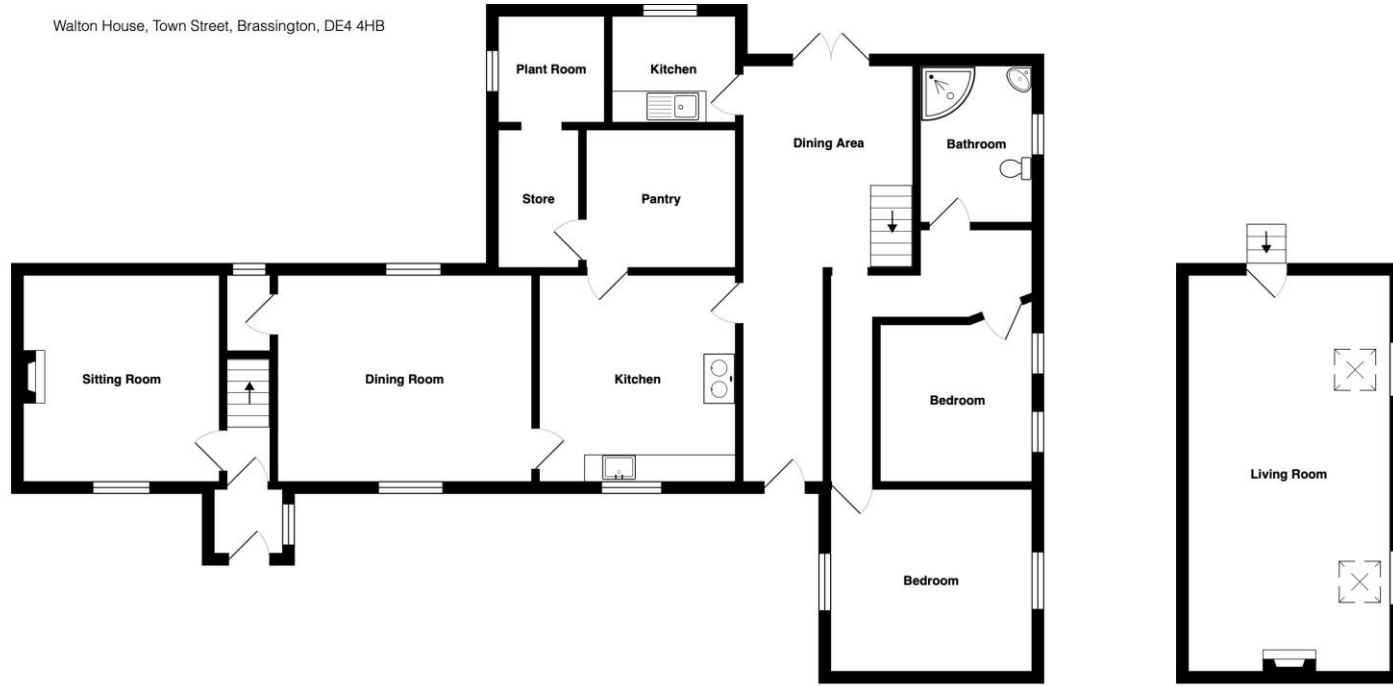 Walton House, Town Street, Brassington, DE4 4HB
Plant Room
Kitchen
Dining Area
Bathroom
Store
Pantry
Sitting Room
Dining Room
Kitchen
Bedroom
Living Room
Bedroom